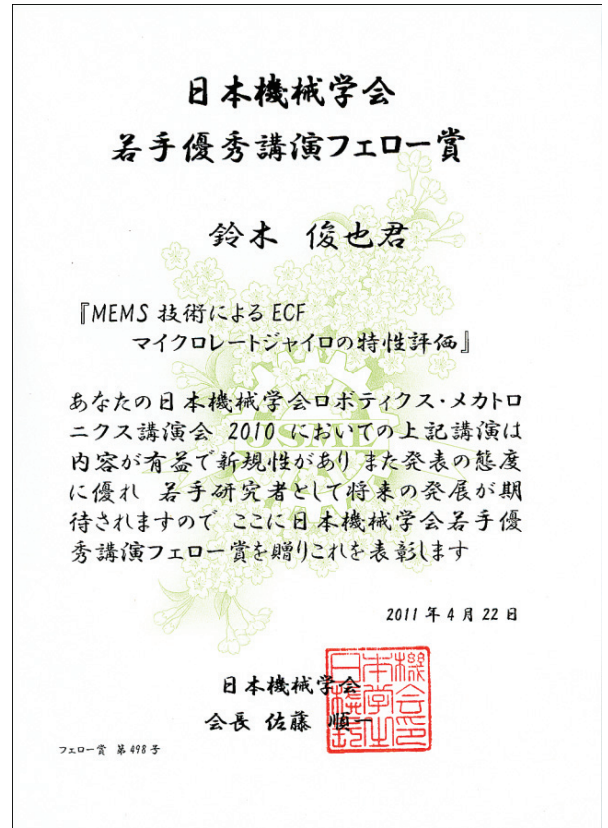 日本機械学会
若手優秀講演フェロー賞
鈴木 俊也君
『MEMS 技術による ECF
マイクロレートジャイロの特性評価』
あなたの日本機械学会ロボティクス・メカトロ
ニクス講演会 2010 においての上記講演は
内容が有益で新規性があり また発表の態度
に優れ 若手研究者として将来の発展が期
待されますので ここに日本機械学会若手優
秀講演フェロー賞を贈りこれを表彰します
JSME
2011 年 4 月 22 日
日本機械学会
会長 佐藤 順一
フェロー賞 第 498 号